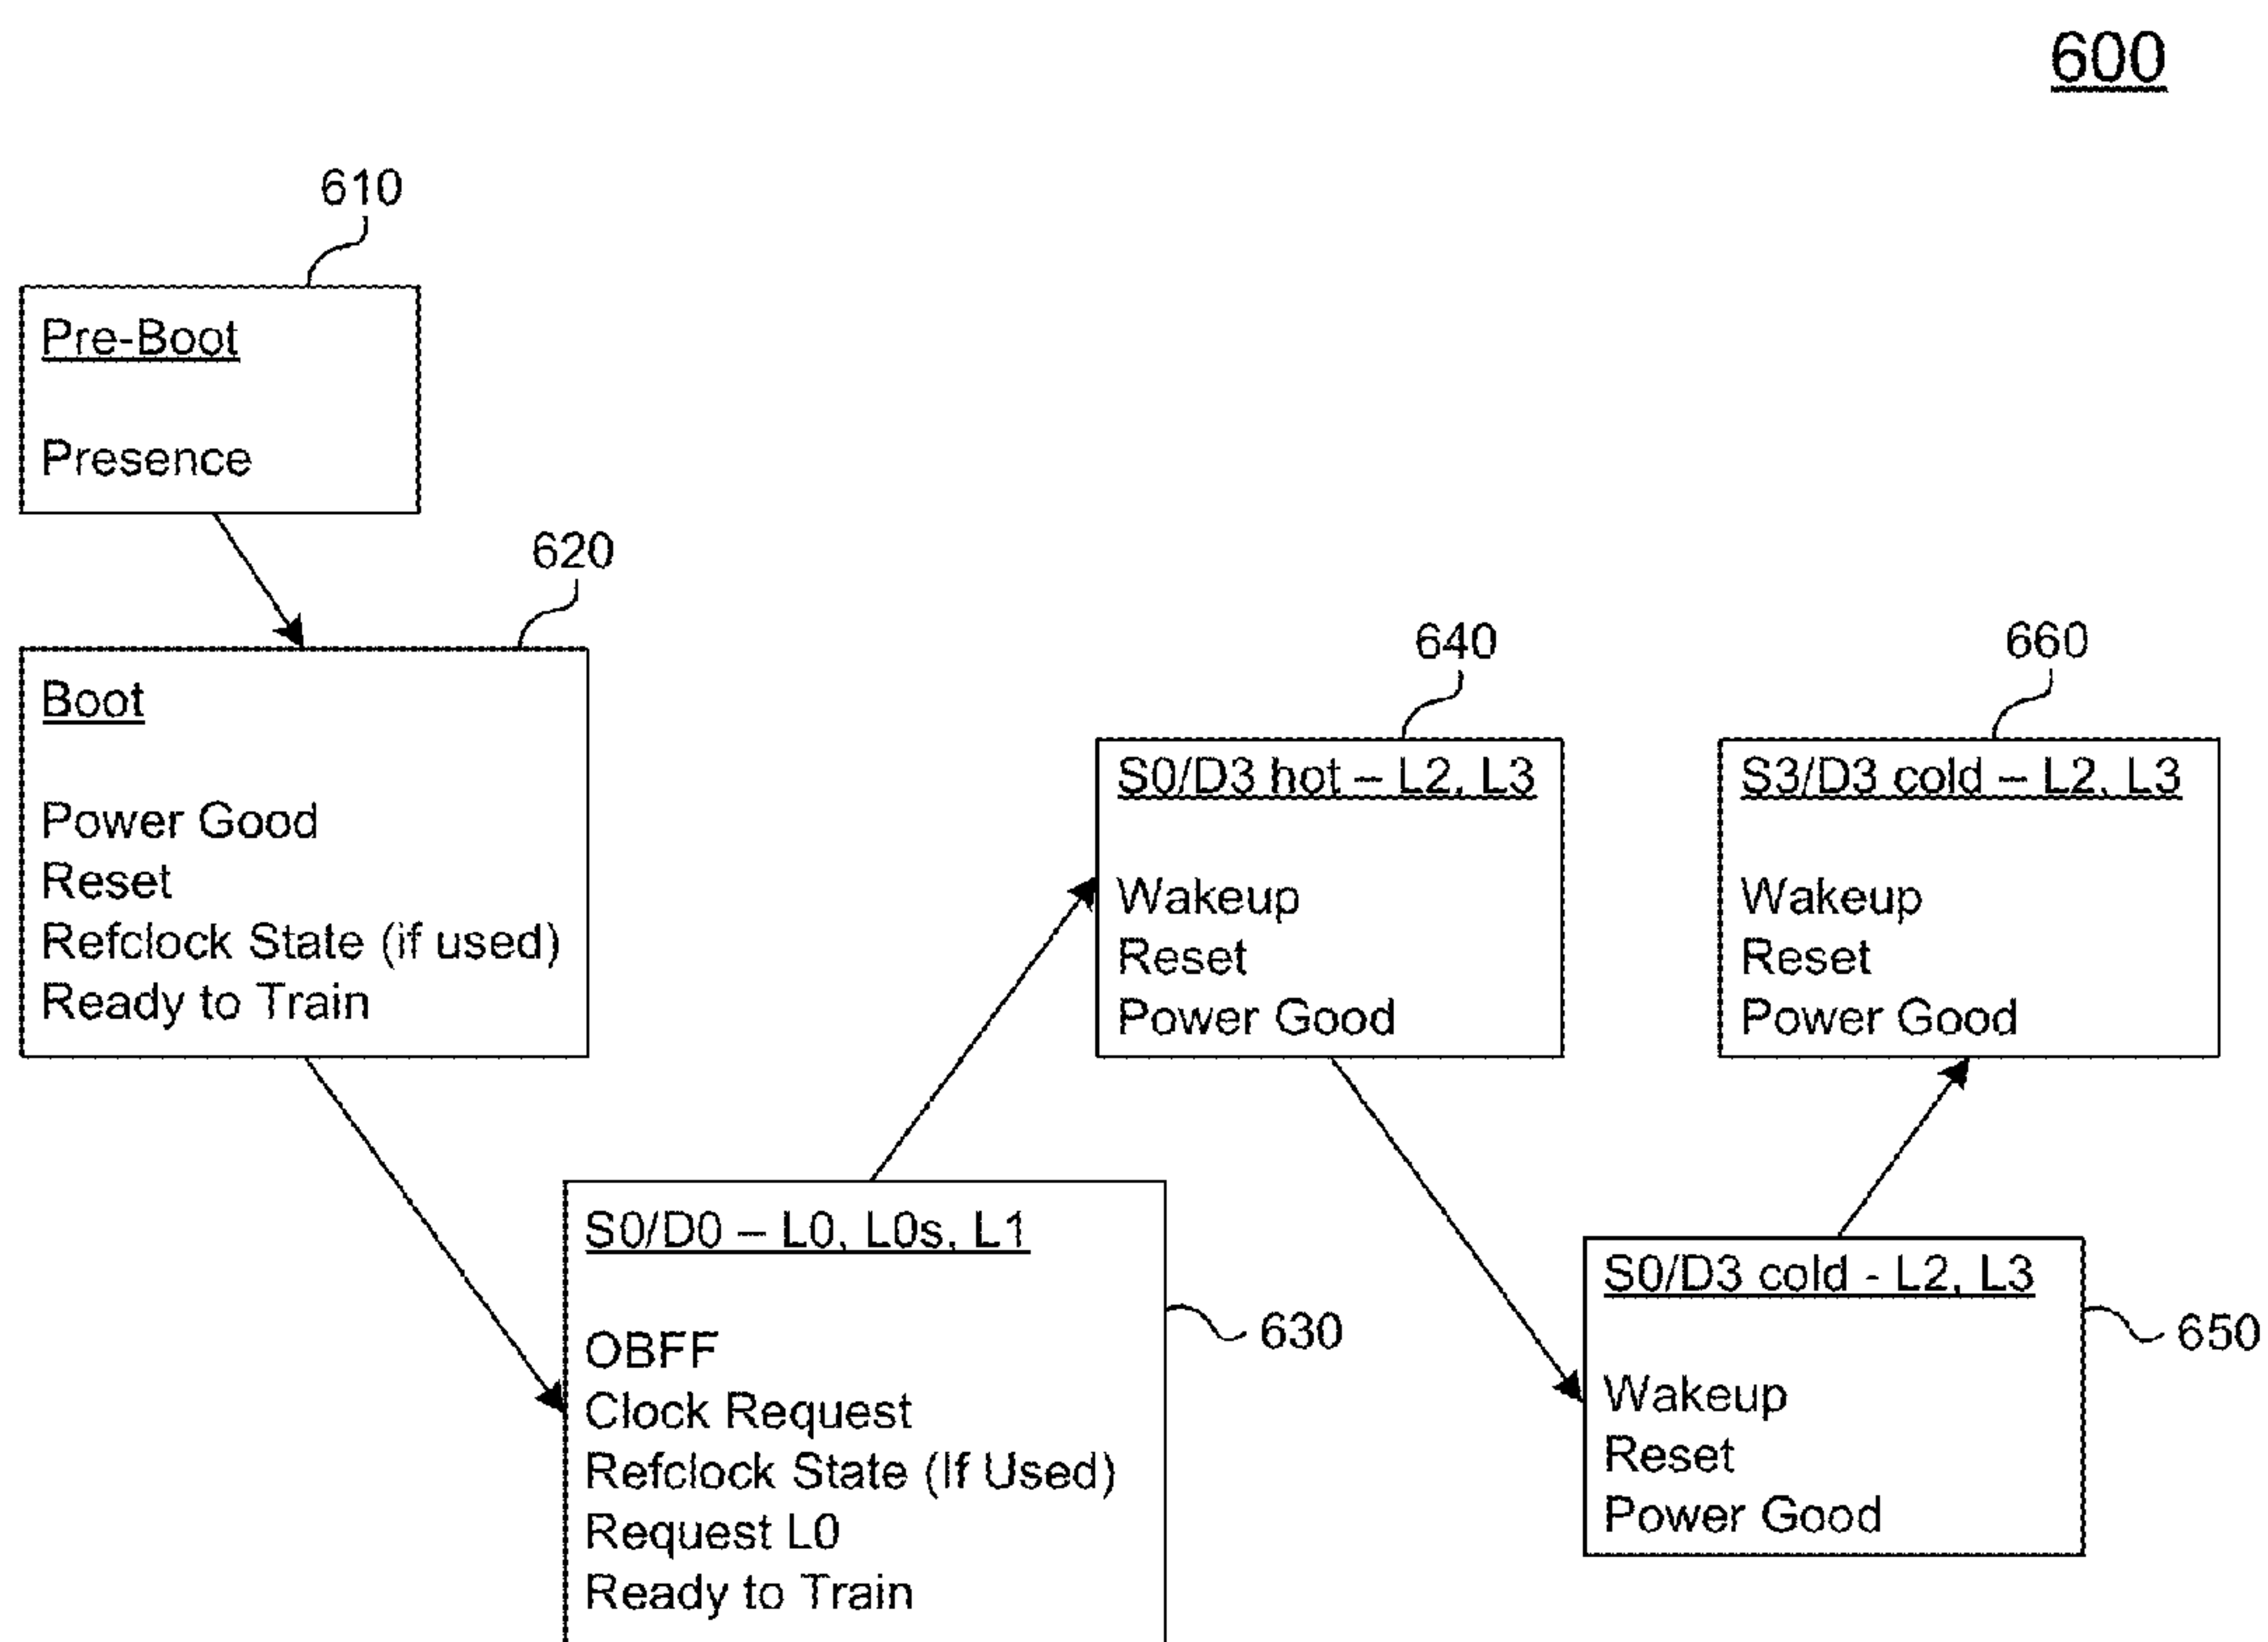 600
610
Pre-Boot
Presence
620
Boot
Power Good
Reset
Refclock State (if used)
Ready to Train
640
S0/D3 hot – L2, L3
Wakeup
Reset
Power Good
660
S3/D3 cold – L2, L3
Wakeup
Reset
Power Good
S0/D0 – L0, L0s, L1
OBFF
Clock Request
Refclock State (If Used)
Request L0
Ready to Train
630
S0/D3 cold - L2, L3
Wakeup
Reset
Power Good
650